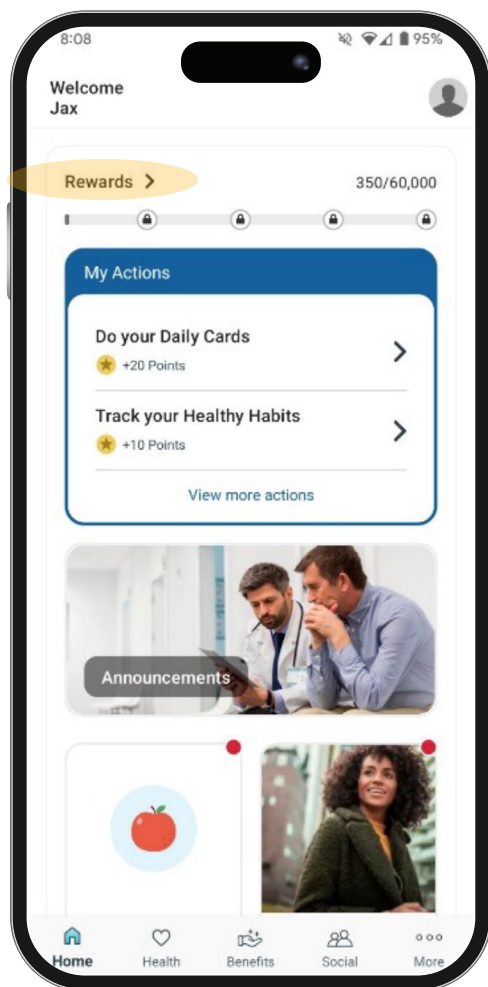 8:08
95%
Welcome
Jax
Rewards
350/60,000
My Actions
Do your Daily Cards
+20 Points
Track your Healthy Habits
+10 Points
View more actions
Announcements
Home Health Benefits Social More